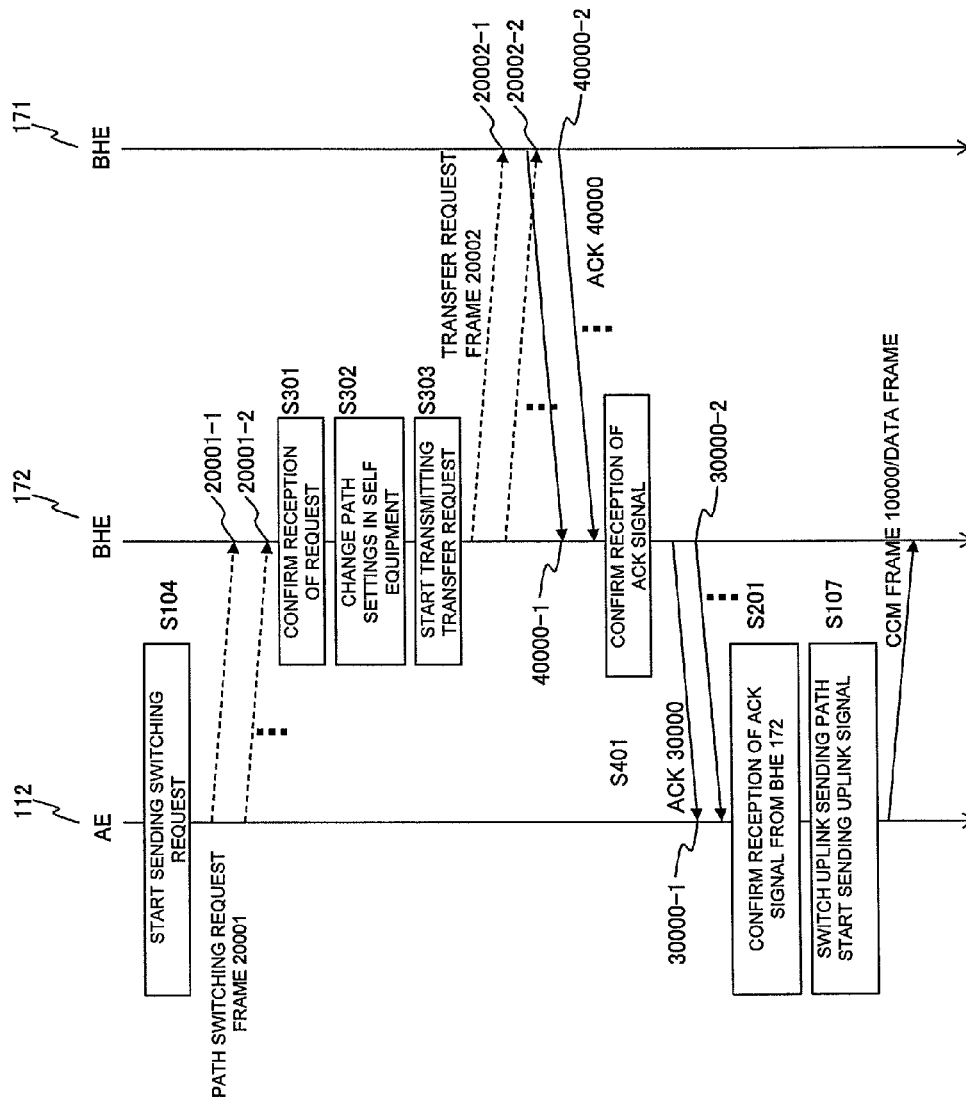 112
AE
172
BHE
171
BHE
START SENDING SWITCHING
REQUEST
S104
PATH SWITCHING REQUEST
FRAME 20001
20001-1
20001-2
CONFIRM RECEPTION
OF REQUEST
S301
CHANGE PATH
SETTINGS IN SELF
EQUIPMENT
S302
START TRANSMITTING
TRANSFER REQUEST
S303
TRANSFER REQUEST
FRAME 20002
20002-1
20002-2
40000-2
40000-1
ACK 40000
CONFIRM RECEPTION OF
ACK SIGNAL
S401
ACK 30000
30000-1
30000-2
CONFIRM RECEPTION OF ACK
SIGNAL FROM BHE 172
S201
SWITCH UPLINK SENDING PATH
START SENDING UPLINK SIGNAL
S107
CCM FRAME 10000/DATA FRAME